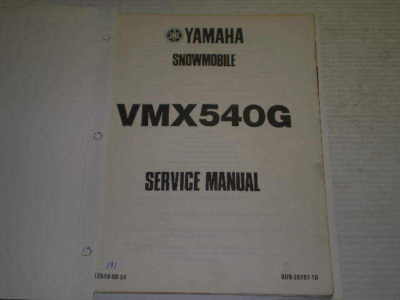 YAMAHA
SNOWMOBILE
VMX540G
SERVICE MANUAL